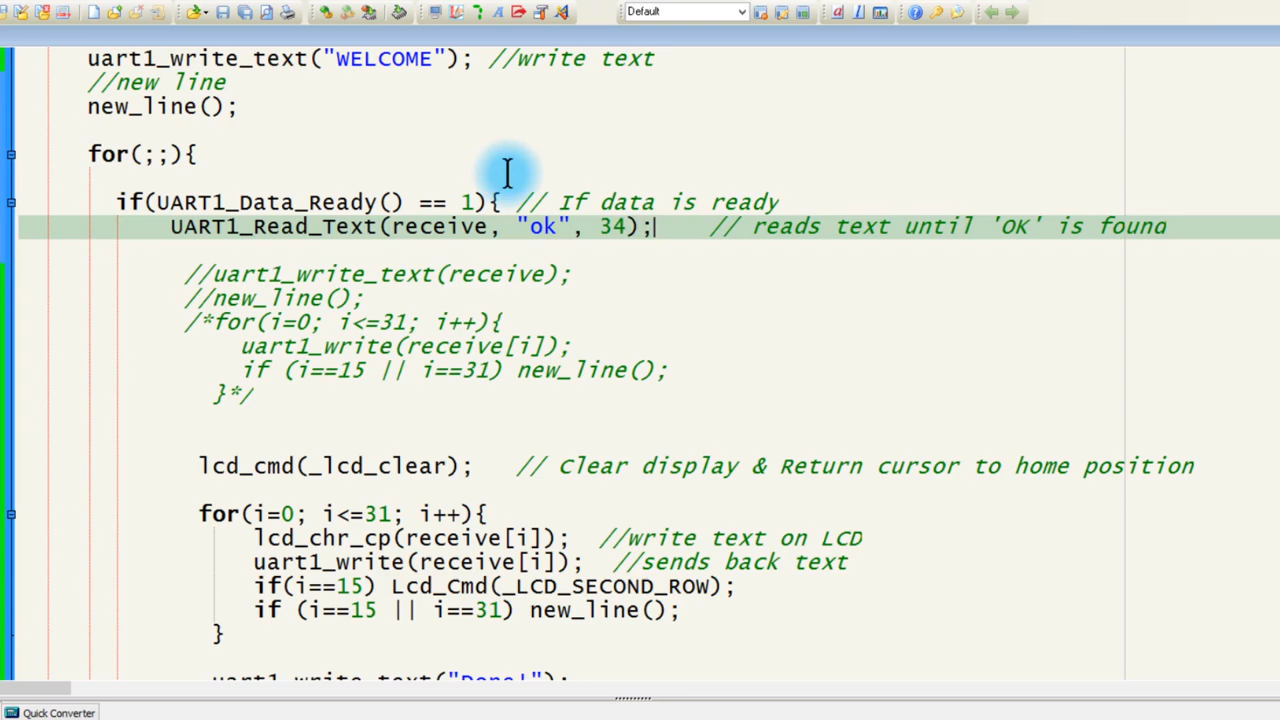 Default
uart1_write_text("WELCOME"); //write text
//new line
new_line();
for(;;){
if(UART1_Data_Ready() == 1){ // If data is ready
UART1_Read_Text(receive, "ok", 34); // reads text until 'OK' is found
//uart1_write_text(receive);
//new_line();
/*for(i=0; i<=31; i++){
uart1_write(receive[i]);
if (i==15 || i==31) new_line();
}*/
lcd_cmd(_lcd_clear); // Clear display & Return cursor to home position
for(i=0; i<=31; i++){
lcd_chr_cp(receive[i]); //write text on LCD
uart1_write(receive[i]); //sends back text
if(i==15) Lcd_Cmd(_LCD_SECOND_ROW);
if (i==15 || i==31) new_line();
}
uart1_write_text("Done!");
Quick Converter